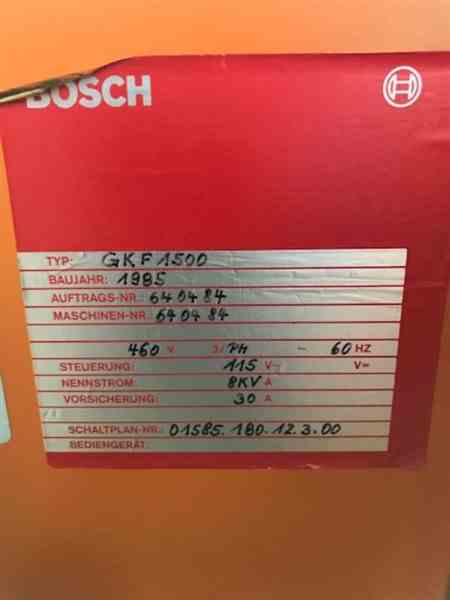 BOSCH
TYP: GKF 1500
BAUJAHR: 1985
AUFTRAGS-NR.: 640484
MASCHINEN-NR.: 640484
460 V 3/PH ~ 60 HZ
STEUERUNG: 115 V~ V=
NENNSTROM: 8KV A
VORSICHERUNG: 30 A
SCHALTPLAN-NR.: 01585.180.12.3.00
BEDIENGERÄT: